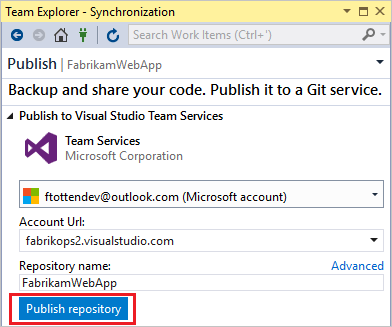 Team Explorer - Synchronization
Search Work Items (Ctrl+')
Publish | FabrikamWebApp
Backup and share your code. Publish it to a Git service.
Publish to Visual Studio Team Services
Team Services
Microsoft Corporation
ftottendev@outlook.com (Microsoft account)
Account Url:
fabrikops2.visualstudio.com
Repository name: Advanced
FabrikamWebApp
Publish repository